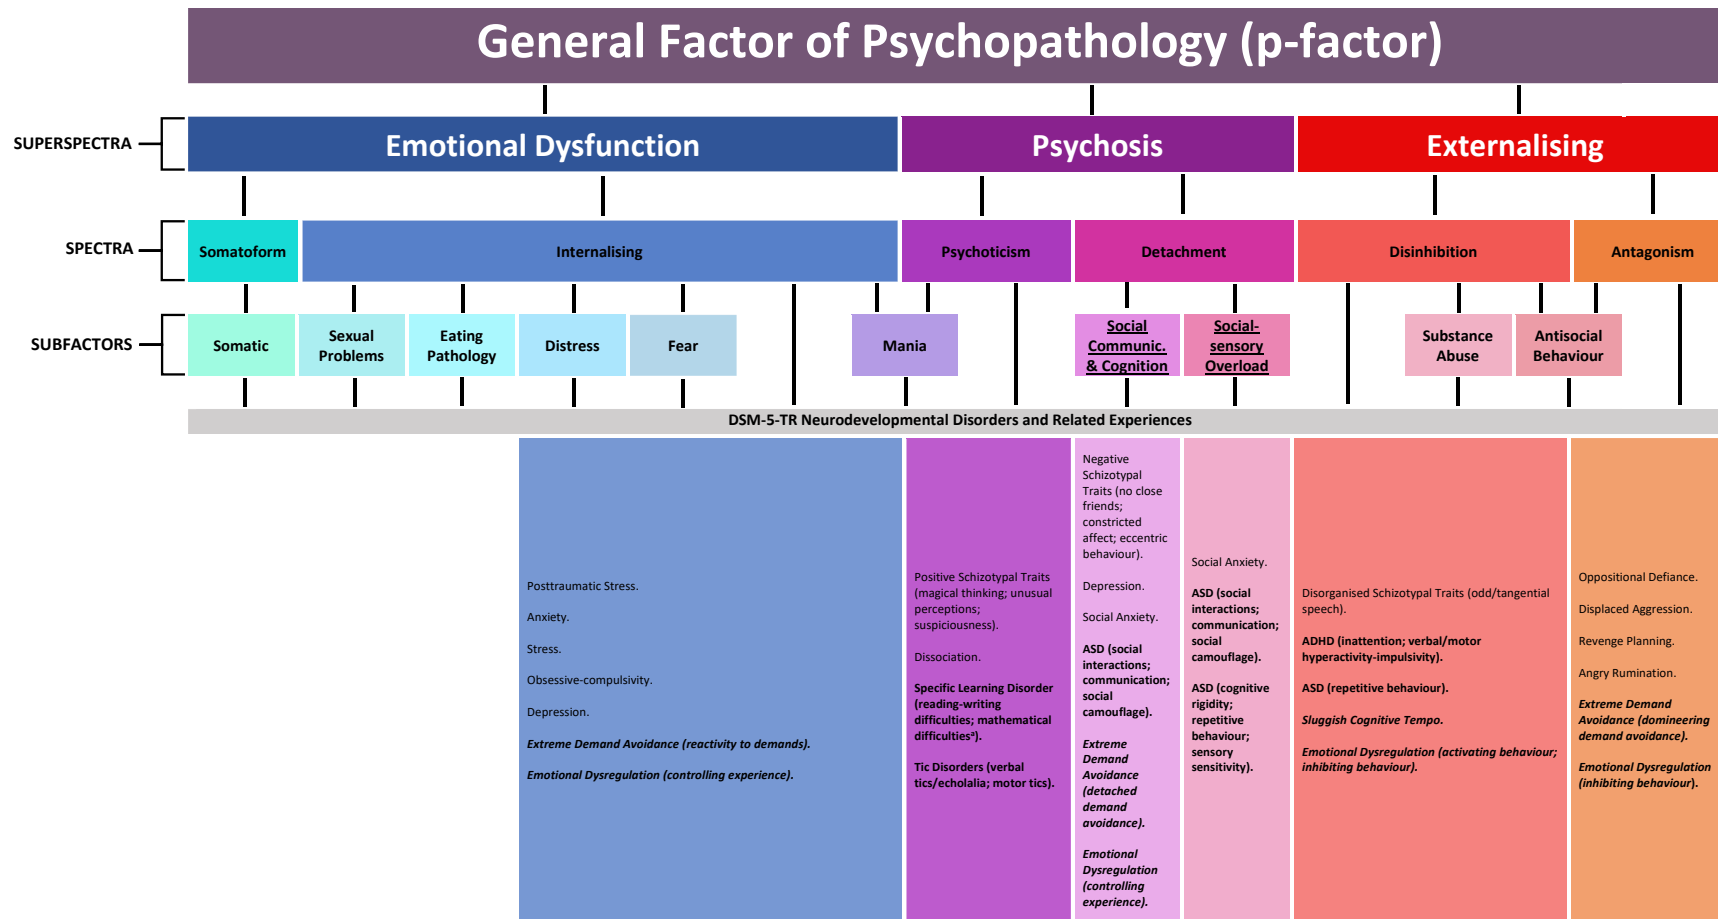 General Factor of Psychopathology (p-factor)
SUPERSPECTRA
Emotional Dysfunction
Psychosis
Externalising
SPECTRA
Somatoform
Internalising
Psychoticism
Detachment
Disinhibition
Antagonism
SUBFACTORS
Somatic
Sexual
Problems
Eating
Pathology
Distress
Fear
Mania
Social
Communic.
& Cognition
Social-
sensory
Overload
Substance
Abuse
Antisocial
Behaviour
DSM-5-TR Neurodevelopmental Disorders and Related Experiences
Posttraumatic Stress.
Anxiety.
Stress.
Obsessive-compulsivity.
Depression.
Extreme Demand Avoidance (reactivity to demands).
Emotional Dysregulation (controlling experience).
Positive Schizotypal Traits
(magical thinking; unusual
perceptions;
suspiciousness).
Dissociation.
Specific Learning Disorder
(reading-writing
difficulties; mathematical
difficultiesᵃ).
Tic Disorders (verbal
tics/echolalia; motor tics).
Negative
Schizotypal
Traits (no close
friends;
constricted
affect; eccentric
behaviour).
Depression.
Social Anxiety.
ASD (social
interactions;
communication;
social
camouflage).
Extreme
Demand
Avoidance
(detached
demand
avoidance).
Emotional
Dysregulation
(controlling
experience).
Social Anxiety.
ASD (social
interactions;
communication;
social
camouflage).
ASD (cognitive
rigidity;
repetitive
behaviour;
sensory
sensitivity).
Disorganised Schizotypal Traits (odd/tangential
speech).
ADHD (inattention; verbal/motor
hyperactivity-impulsivity).
ASD (repetitive behaviour).
Sluggish Cognitive Tempo.
Emotional Dysregulation (activating behaviour;
inhibiting behaviour).
Oppositional Defiance.
Displaced Aggression.
Revenge Planning.
Angry Rumination.
Extreme Demand
Avoidance (domineering
demand avoidance).
Emotional Dysregulation
(inhibiting behaviour).